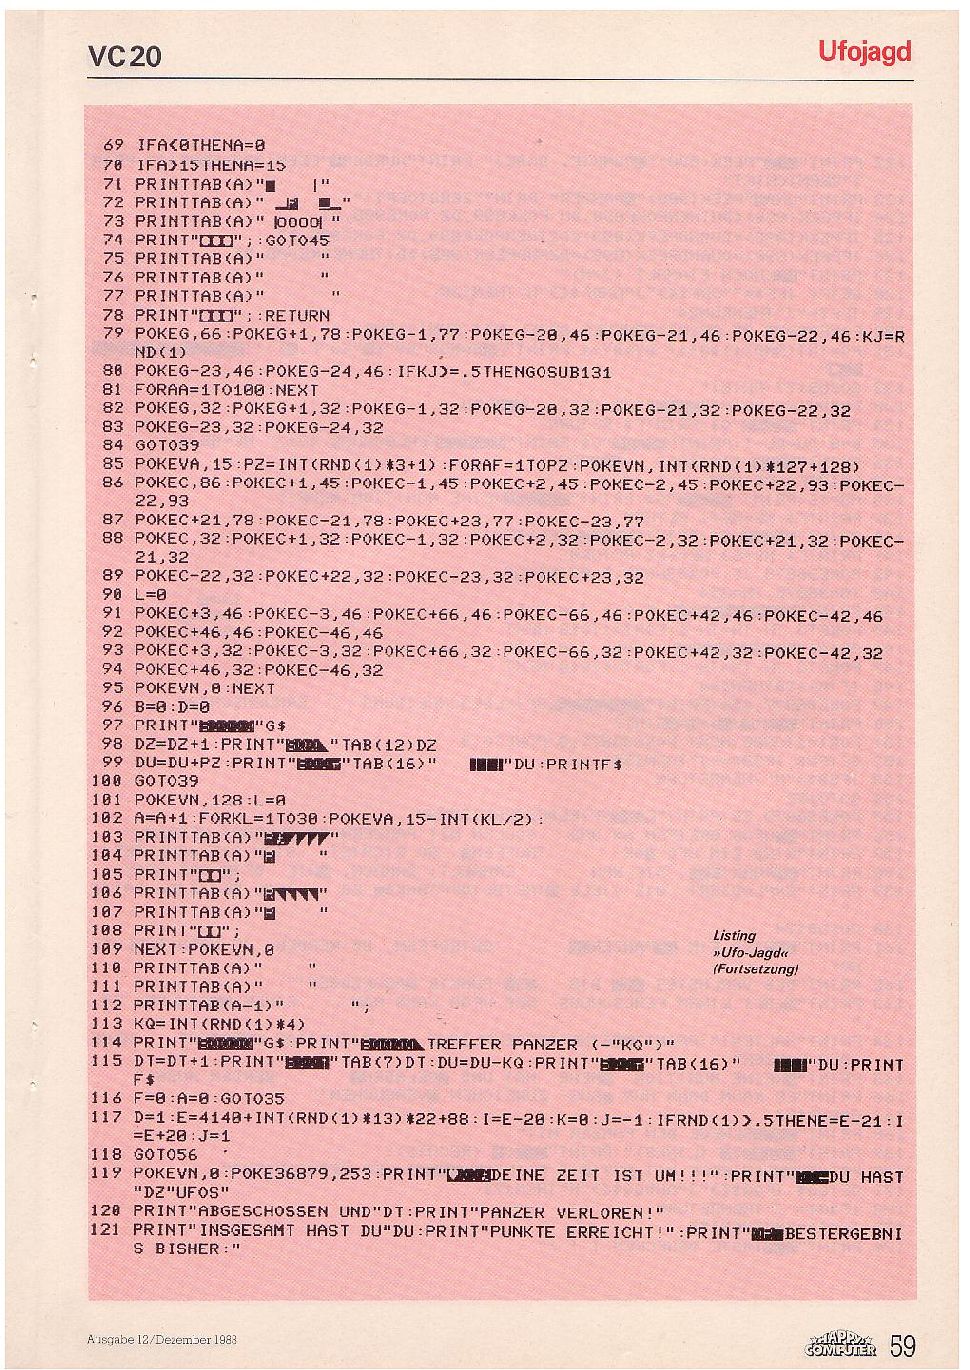 VC20
Ufojagd
69 IFA<0THENA=0
70 IFA>15THENA=15
71 PRINTTAB(A)"■    |"
72 PRINTTAB(A)"
73 PRINTTAB(A)" |OOOO| "
74 PRINT" ";:GOTO45
75 PRINTTAB(A)"      "
76 PRINTTAB(A)"      "
77 PRINTTAB(A)"       "
78 PRINT" ";:RETURN
79 POKEG,66:POKEG+1,78:POKEG-1,77:POKEG-20,46:POKEG-21,46:POKEG-22,46:KJ=R
ND(1)
80 POKEG-23,46:POKEG-24,46:IFKJ>=.5THENGOSUB131
81 FORAA=1TO100:NEXT
82 POKEG,32:POKEG+1,32:POKEG-1,32:POKEG-20,32:POKEG-21,32:POKEG-22,32
83 POKEG-23,32:POKEG-24,32
84 GOTO39
85 POKEVA,15:PZ=INT(RND(1)*3+1):FORAF=1TOPZ:POKEVN,INT(RND(1)*127+128)
86 POKEC,86:POKEC+1,45:POKEC-1,45:POKEC+2,45:POKEC-2,45:POKEC+22,93:POKEC-
22,93
87 POKEC+21,78:POKEC-21,78:POKEC+23,77:POKEC-23,77
88 POKEC,32:POKEC+1,32:POKEC-1,32:POKEC+2,32:POKEC-2,32:POKEC+21,32:POKEC-
21,32
89 POKEC-22,32:POKEC+22,32:POKEC-23,32:POKEC+23,32
90 L=0
91 POKEC+3,46:POKEC-3,46:POKEC+66,46:POKEC-66,46:POKEC+42,46:POKEC-42,46
92 POKEC+46,46:POKEC-46,46
93 POKEC+3,32:POKEC-3,32:POKEC+66,32:POKEC-66,32:POKEC+42,32:POKEC-42,32
94 POKEC+46,32:POKEC-46,32
95 POKEVN,0:NEXT
96 B=0:D=0
97 PRINT" "G$
98 DZ=DZ+1:PRINT" "TAB(12)DZ
99 DU=DU+PZ:PRINT" "TAB(16)"    "DU:PRINTF$
100 GOTO39
101 POKEVN,128:L=0
102 A=A+1:FORKL=1TO30:POKEVA,15-INT(KL/2):
103 PRINTTAB(A)" "
104 PRINTTAB(A)"    "
105 PRINT" ";
106 PRINTTAB(A)" "
107 PRINTTAB(A)"    "
108 PRINT" ";
109 NEXT:POKEVN,0
110 PRINTTAB(A)"     "
111 PRINTTAB(A)"     "
112 PRINTTAB(A-1)"       ";
113 KQ=INT(RND(1)*4)
114 PRINT" "G$:PRINT" TREFFER PANZER (-"KQ")"
115 DT=DT+1:PRINT" "TAB(7)DT:DU=DU-KQ:PRINT" "TAB(16)"    "DU:PRINT
F$
116 F=0:A=0:GOTO35
117 D=1:E=4140+INT(RND(1)*13)*22+88:I=E-20:K=0:J=-1:IFRND(1)>.5THENE=E-21:I
=E+20:J=1
118 GOTO56
119 POKEVN,0:POKE36879,253:PRINT" DEINE ZEIT IST UM!!!":PRINT" DU HAST
"DZ"UFOS"
120 PRINT"ABGESCHOSSEN UND"DT:PRINT"PANZER VERLOREN!"
121 PRINT"INSGESAMT HAST DU"DU:PRINT"PUNKTE ERREICHT!":PRINT" BESTERGEBNI
S BISHER:"
Listing
»Ufo-Jagd«
(Fortsetzung)
Ausgabe 12/Dezember 1983
HAPPY
COMPUTER
59